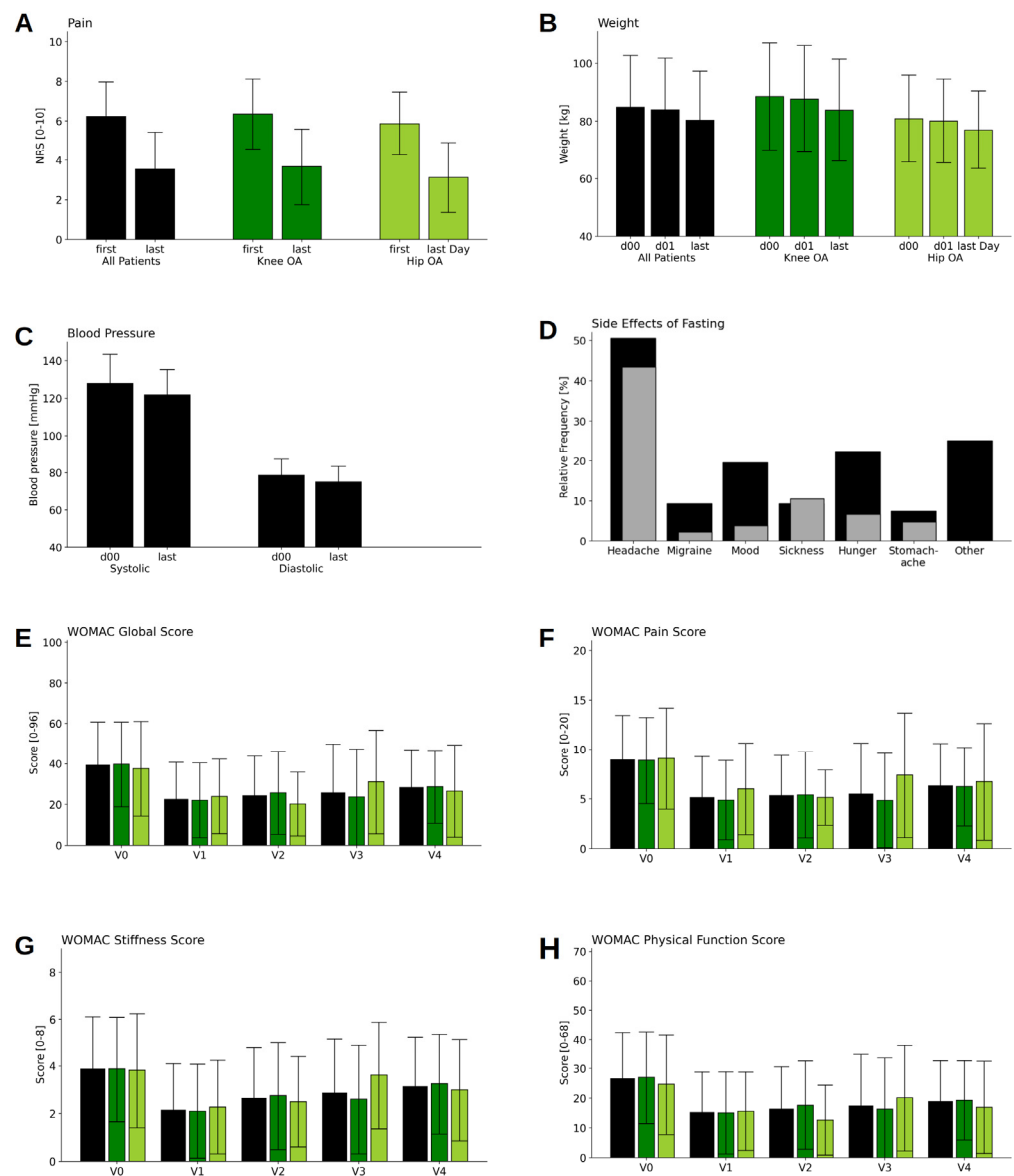 A Pain
10
8
6
4
2
0
NRS [0-10]
first last first last first last Day
All Patients Knee OA Hip OA
B Weight
100
80
60
40
Weight [kg]
d00 d01 last d00 d01 last d00 d01 last Day
All Patients Knee OA Hip OA
C Blood Pressure
140
120
100
80
60
40
Blood pressure [mmHg]
d00 last d00 last
Systolic Diastolic
D Side Effects of Fasting
50
40
30
20
10
0
Relative Frequency [%]
Headache Migraine Mood Sickness Hunger Stomach- Other
ache
E WOMAC Global Score
100
80
60
40
20
0
Score [0-96]
V0 V1 V2 V3 V4
F WOMAC Pain Score
20
15
10
5
0
Score [0-20]
V0 V1 V2 V3 V4
G WOMAC Stiffness Score
8
6
4
2
0
Score [0-8]
V0 V1 V2 V3 V4
H WOMAC Physical Function Score
70
60
50
40
30
20
10
0
Score [0-68]
V0 V1 V2 V3 V4